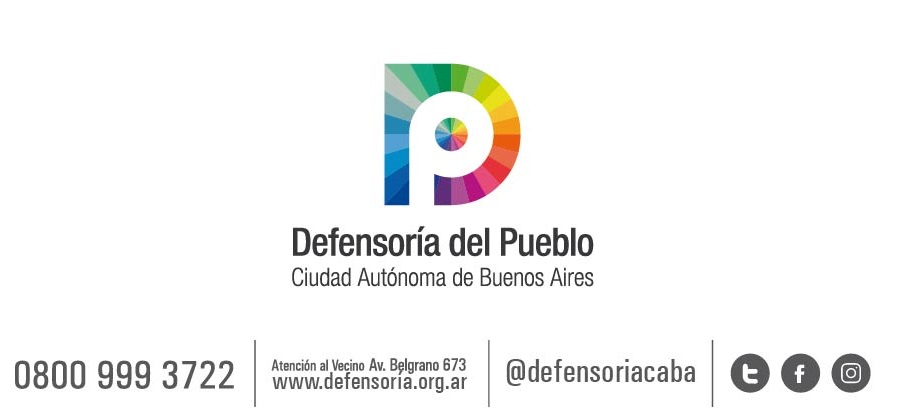 Defensoría del Pueblo
Ciudad Autónoma de Buenos Aires
0800 999 3722
Atención al Vecino Av. Belgrano 673
www.defensoria.org.ar
@defensoriacaba